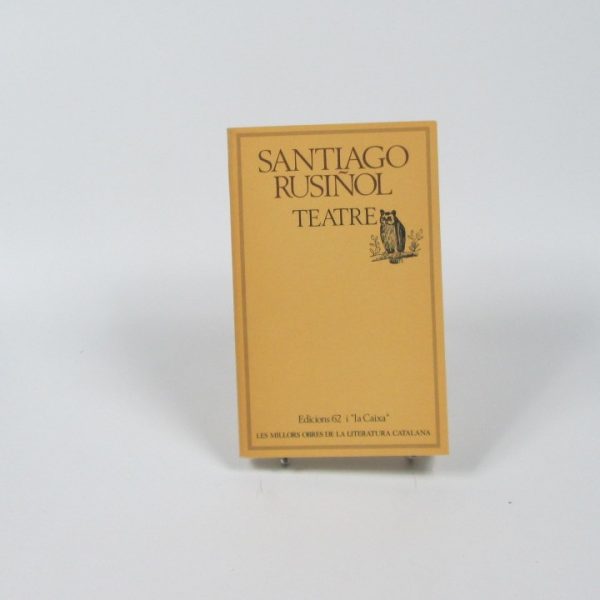 SANTIAGO
RUSIÑOL
TEATRE
Edicions 62 i "la Caixa"
LES MILLORS OBRES DE LA LITERATURA CATALANA